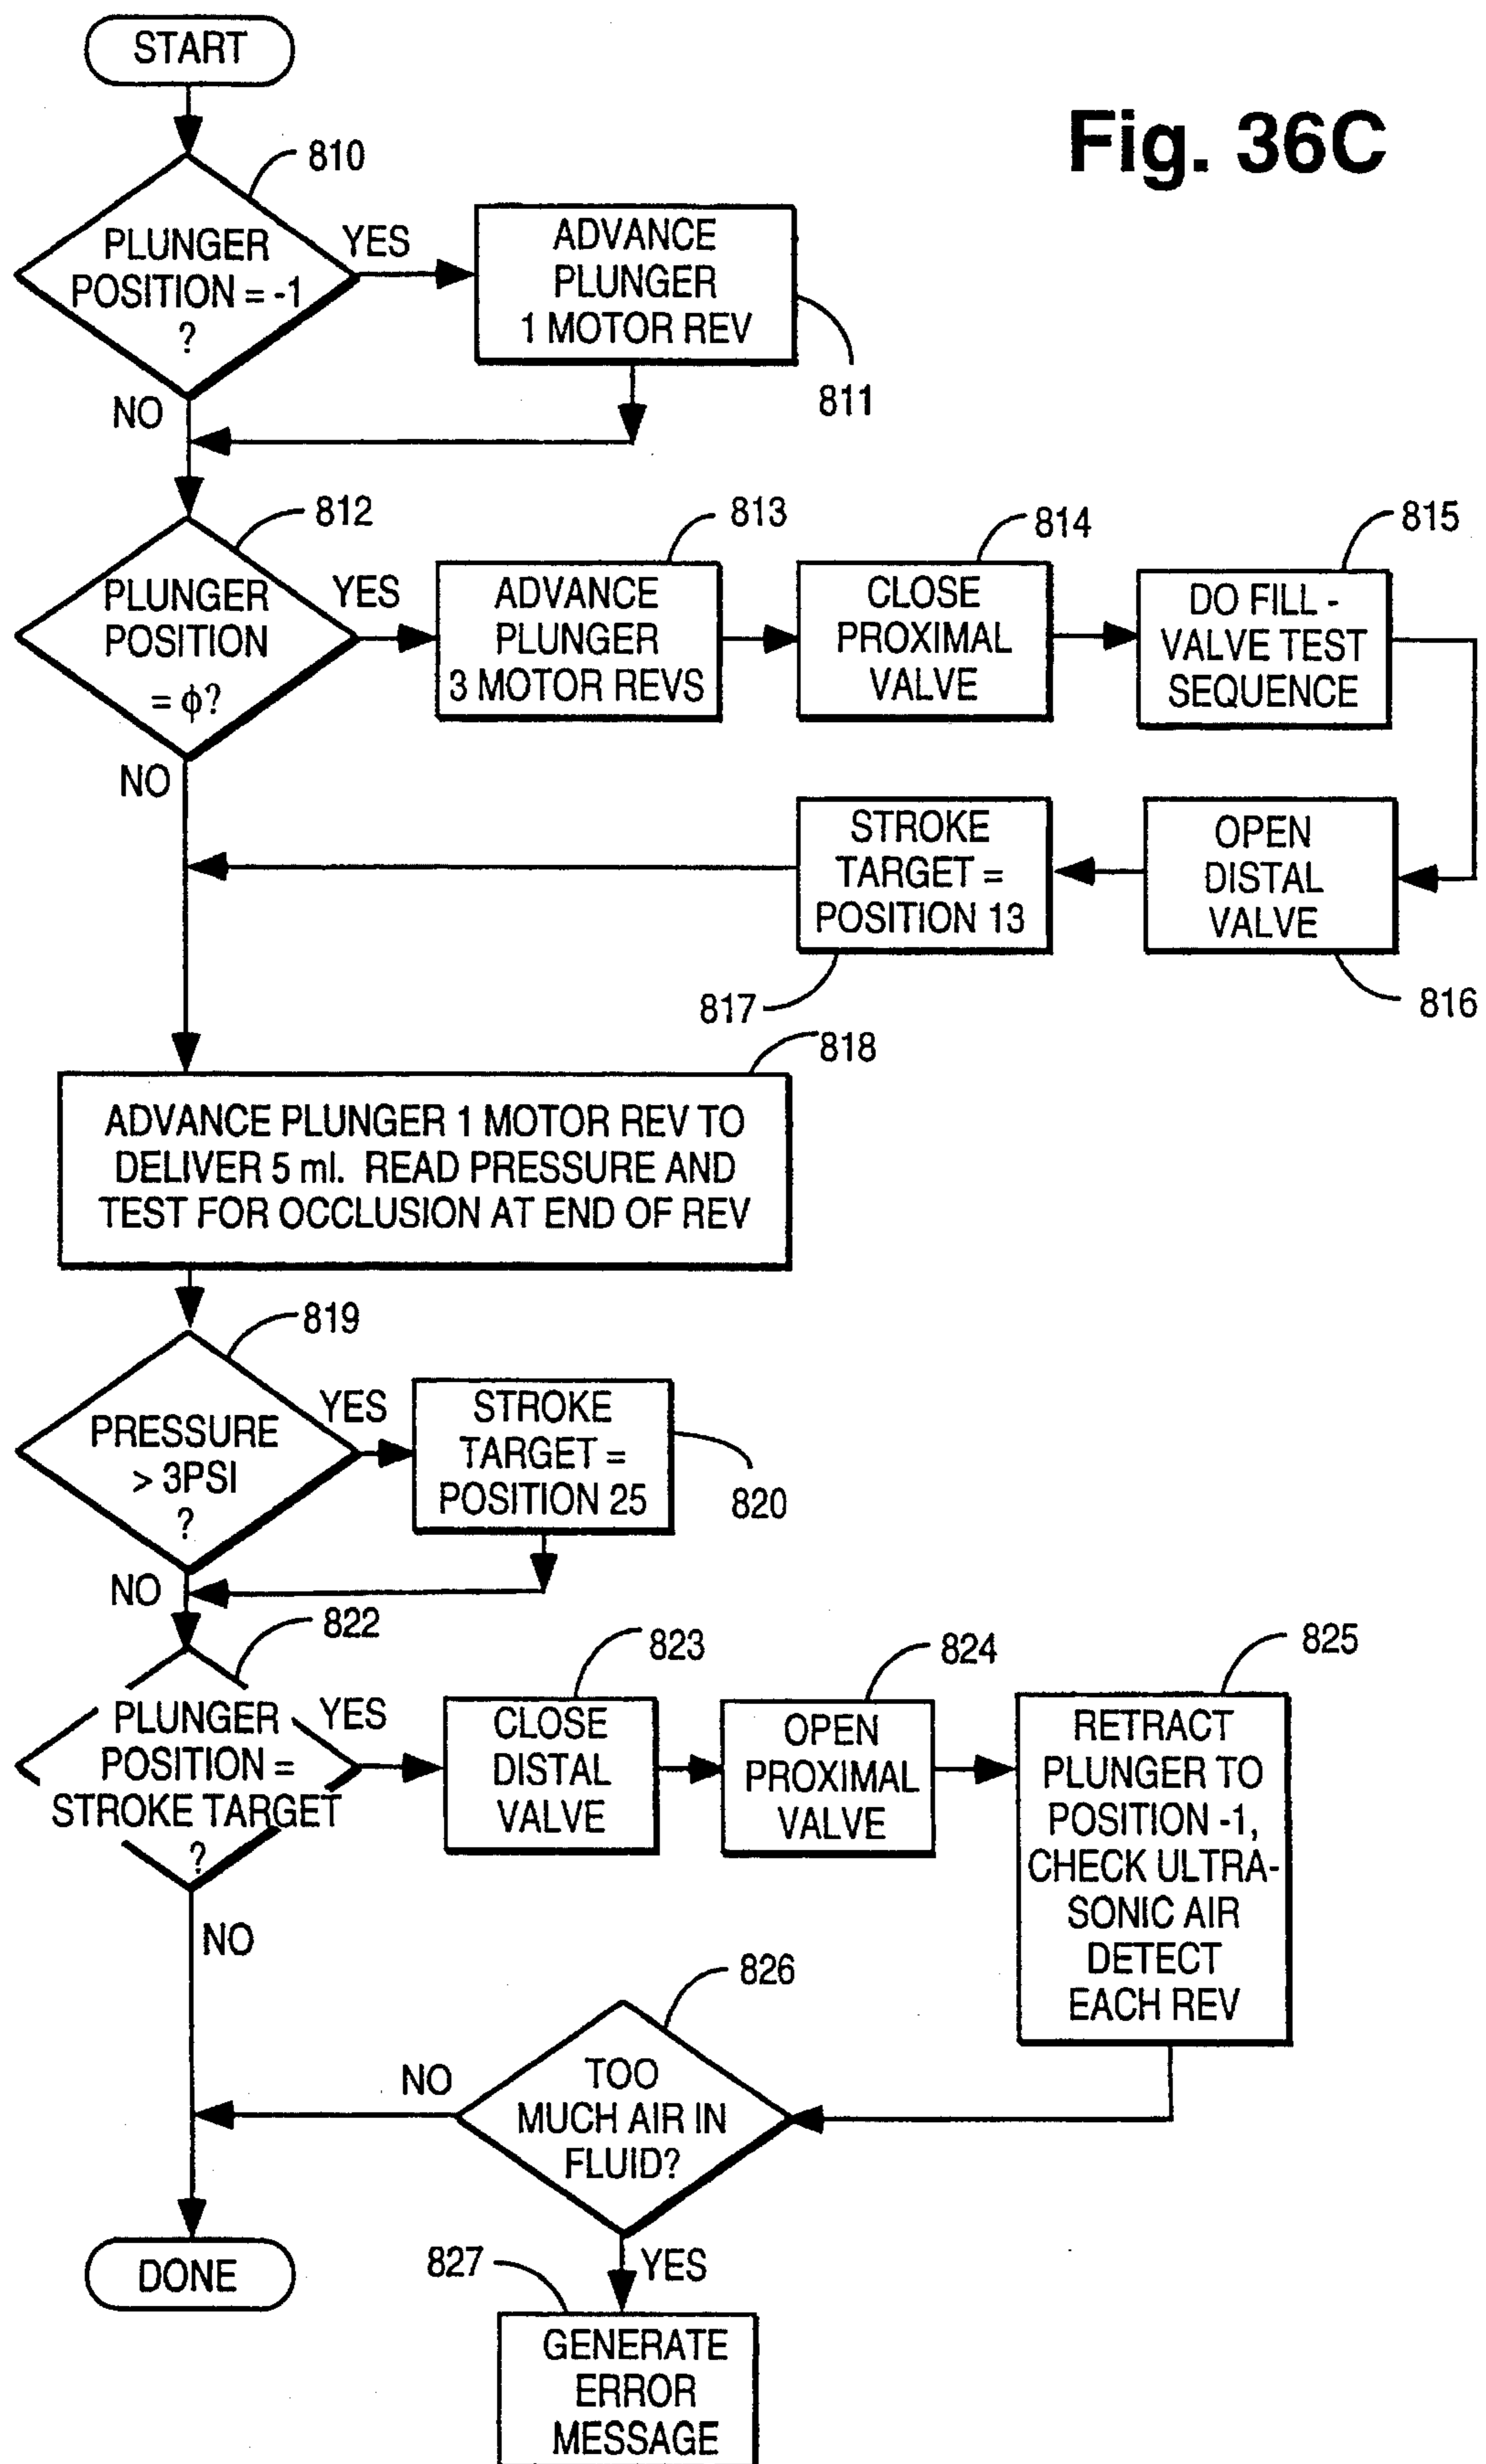 START
Fig. 36C
810
PLUNGER
POSITION = -1
?
YES
NO
ADVANCE
PLUNGER
1 MOTOR REV
811
812
PLUNGER
POSITION
= ϕ?
YES
NO
813
ADVANCE
PLUNGER
3 MOTOR REVS
814
CLOSE
PROXIMAL
VALVE
815
DO FILL -
VALVE TEST
SEQUENCE
OPEN
DISTAL
VALVE
816
STROKE
TARGET =
POSITION 13
817
818
ADVANCE PLUNGER 1 MOTOR REV TO
DELIVER 5 ml. READ PRESSURE AND
TEST FOR OCCLUSION AT END OF REV
819
PRESSURE
> 3PSI
?
YES
NO
STROKE
TARGET =
POSITION 25
820
822
PLUNGER
POSITION =
STROKE TARGET
?
YES
NO
823
CLOSE
DISTAL
VALVE
824
OPEN
PROXIMAL
VALVE
825
RETRACT
PLUNGER TO
POSITION -1,
CHECK ULTRA-
SONIC AIR
DETECT
EACH REV
826
TOO
MUCH AIR IN
FLUID?
NO
YES
DONE
827
GENERATE
ERROR
MESSAGE